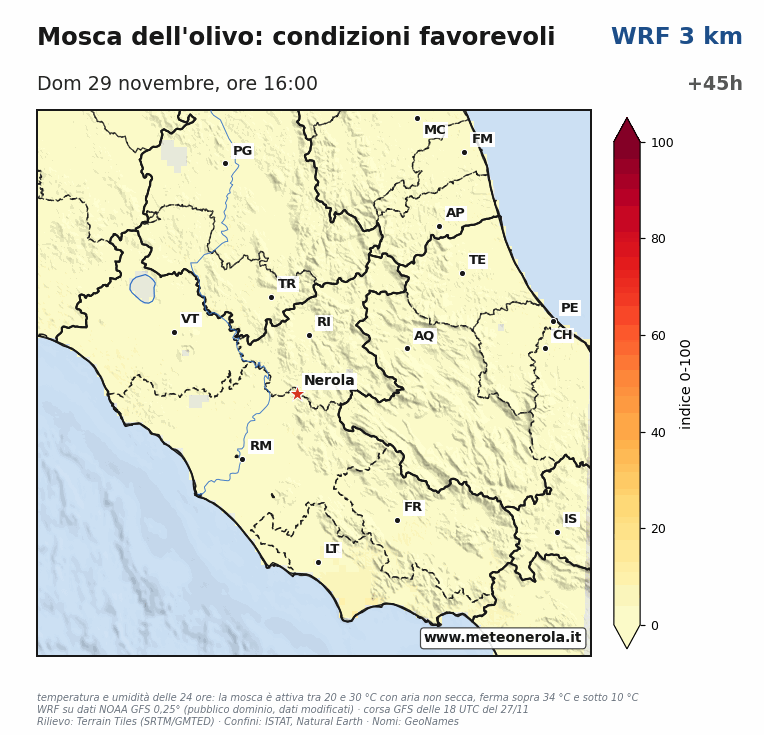 Mosca dell'olivo: condizioni favorevoli
WRF 3 km
Dom 29 novembre, ore 16:00
+45h
MC
FM
PG
AP
TE
TR
PE
VT
RI
AQ
CH
Nerola
RM
FR
IS
LT
www.meteonerola.it
100
80
60
40
20
0
indice 0-100
temperatura e umidità delle 24 ore: la mosca è attiva tra 20 e 30 °C con aria non secca, ferma sopra 34 °C e sotto 10 °C
WRF su dati NOAA GFS 0,25° (pubblico dominio, dati modificati) · corsa GFS delle 18 UTC del 27/11
Rilievo: Terrain Tiles (SRTM/GMTED) · Confini: ISTAT, Natural Earth · Nomi: GeoNames